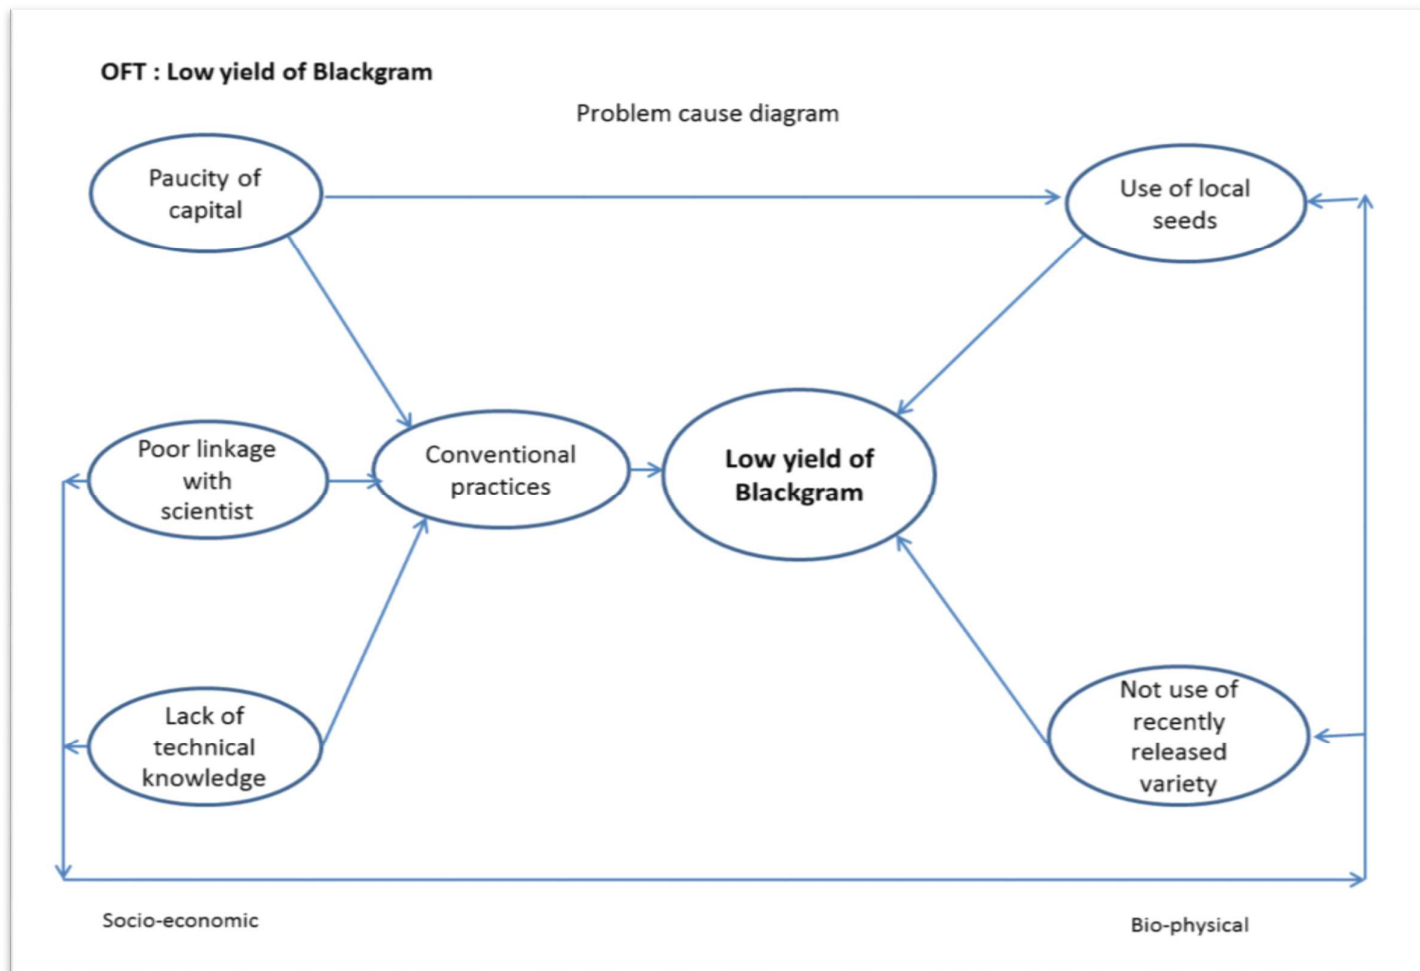 OFT : Low yield of Blackgram
Problem cause diagram
Paucity of
capital
Use of local
seeds
Poor linkage
with
scientist
Conventional
practices
Low yield of
Blackgram
Lack of
technical
knowledge
Not use of
recently
released
variety
Socio-economic
Bio-physical